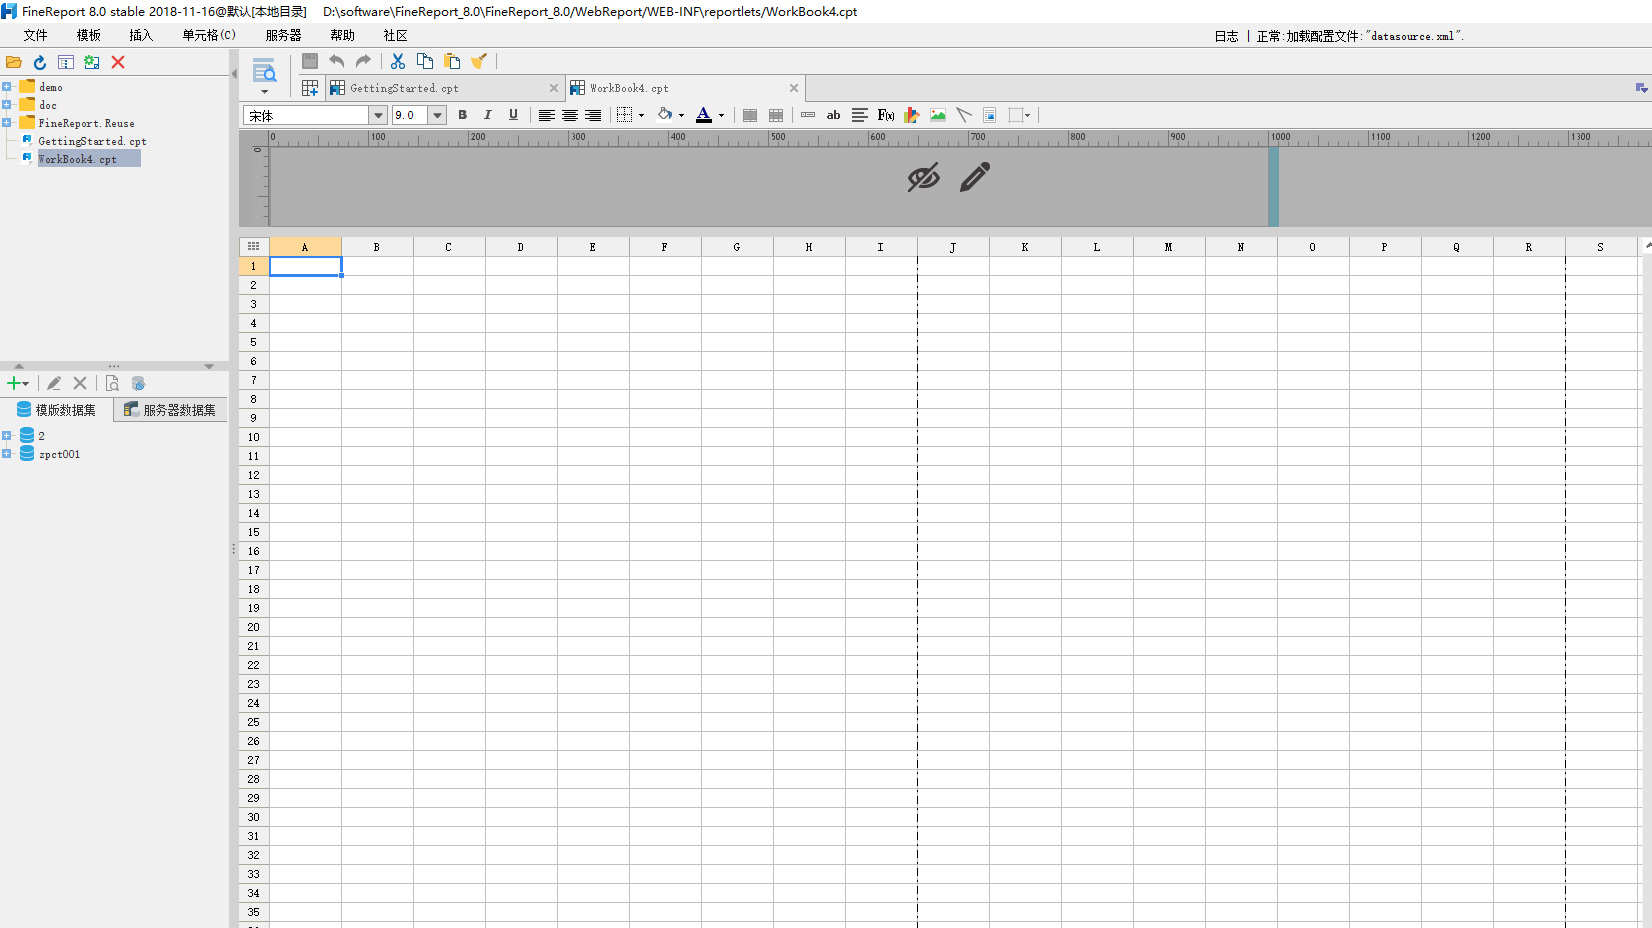 FineReport 8.0 stable 2018-11-16@默认[本地目录] D:\software\FineReport_8.0\FineReport_8.0/WebReport/WEB-INF\reportlets/WorkBook4.cpt
文件 模板 插入 单元格(C) 服务器 帮助 社区 日志 | 正常:加载配置文件:"datasource.xml".
demo
doc
FineReport.Reuse
GettingStarted.cpt
WorkBook4.cpt
GettingStarted.cpt WorkBook4.cpt
宋体 9.0 B I U A ab F(x)
0 100 200 300 400 500 600 700 800 900 1000 1100 1200 1300
0
A B C D E F G H I J K L M N O P Q R S
1
2
3
4
5
6
7
8
9
10
11
12
13
14
15
16
17
18
19
20
21
22
23
24
25
26
27
28
29
30
31
32
33
34
35
模版数据集 服务器数据集
2
zpct001